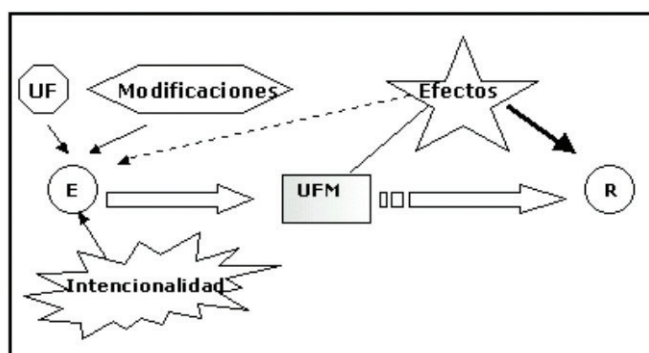 UF
Modificaciones
Efectos
E
UFM
R
Intencionalidad